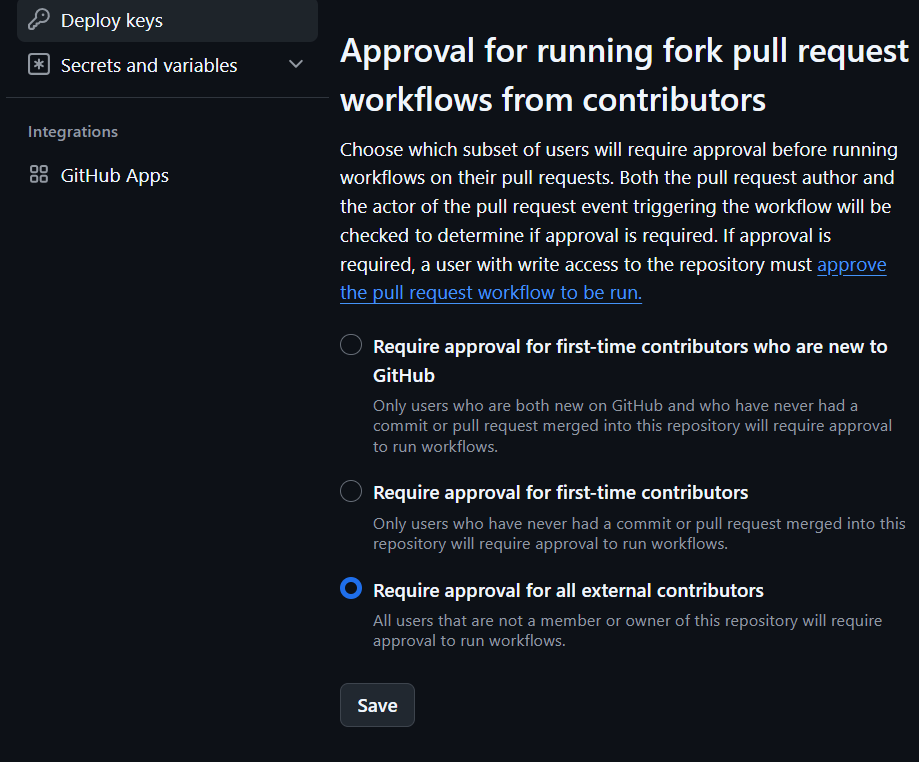 Deploy keys
Secrets and variables
Integrations
GitHub Apps
Approval for running fork pull request
workflows from contributors
Choose which subset of users will require approval before running
workflows on their pull requests. Both the pull request author and
the actor of the pull request event triggering the workflow will be
checked to determine if approval is required. If approval is
required, a user with write access to the repository must approve
the pull request workflow to be run.
Require approval for first-time contributors who are new to
GitHub
Only users who are both new on GitHub and who have never had a
commit or pull request merged into this repository will require approval
to run workflows.
Require approval for first-time contributors
Only users who have never had a commit or pull request merged into this
repository will require approval to run workflows.
Require approval for all external contributors
All users that are not a member or owner of this repository will require
approval to run workflows.
Save